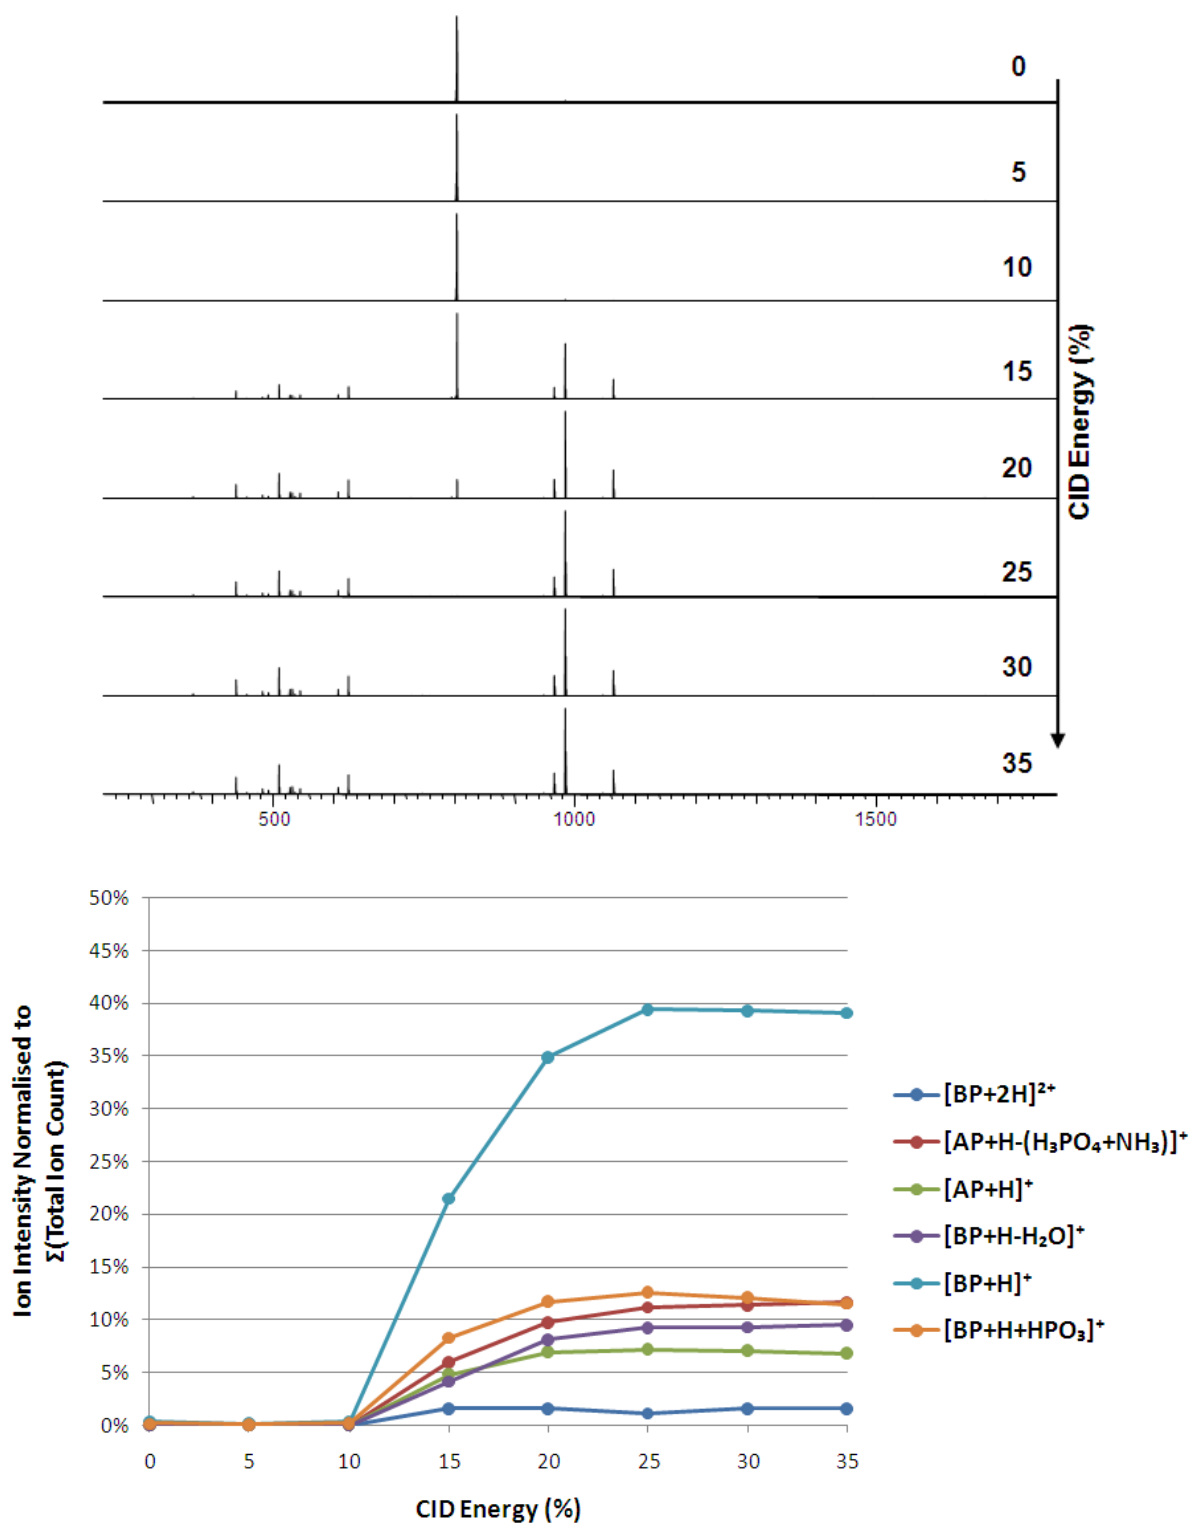 0
5
10
15
20
25
30
35
CID Energy (%)
500 1000 1500
50%
45%
40%
35%
30%
25%
20%
15%
10%
5%
0%
Ion Intensity Normalised to
Σ(Total Ion Count)
0 5 10 15 20 25 30 35
CID Energy (%)
[BP+2H]²⁺
[AP+H-(H₃PO₄+NH₃)]⁺
[AP+H]⁺
[BP+H-H₂O]⁺
[BP+H]⁺
[BP+H+HPO₃]⁺